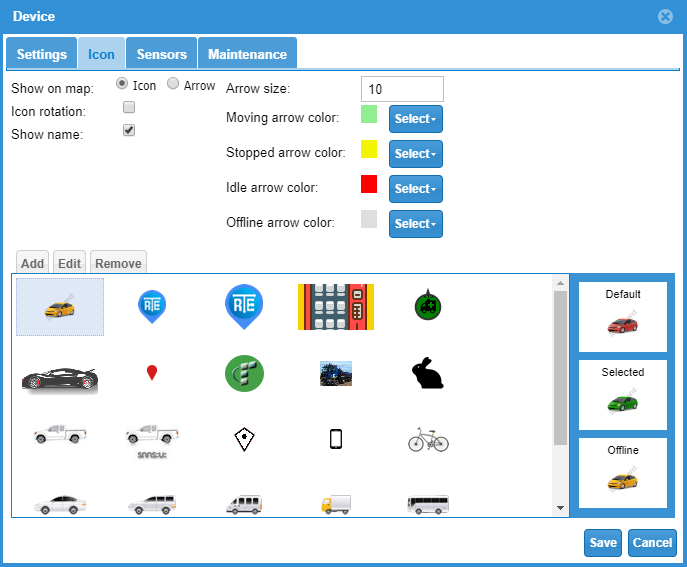 Device
Settings Icon Sensors Maintenance
Show on map: Icon Arrow Arrow size: 10
Icon rotation: Moving arrow color: Select
Show name: Stopped arrow color: Select
Idle arrow color: Select
Offline arrow color: Select
Add Edit Remove
RTE RTE
Default
Selected
Offline
Save Cancel